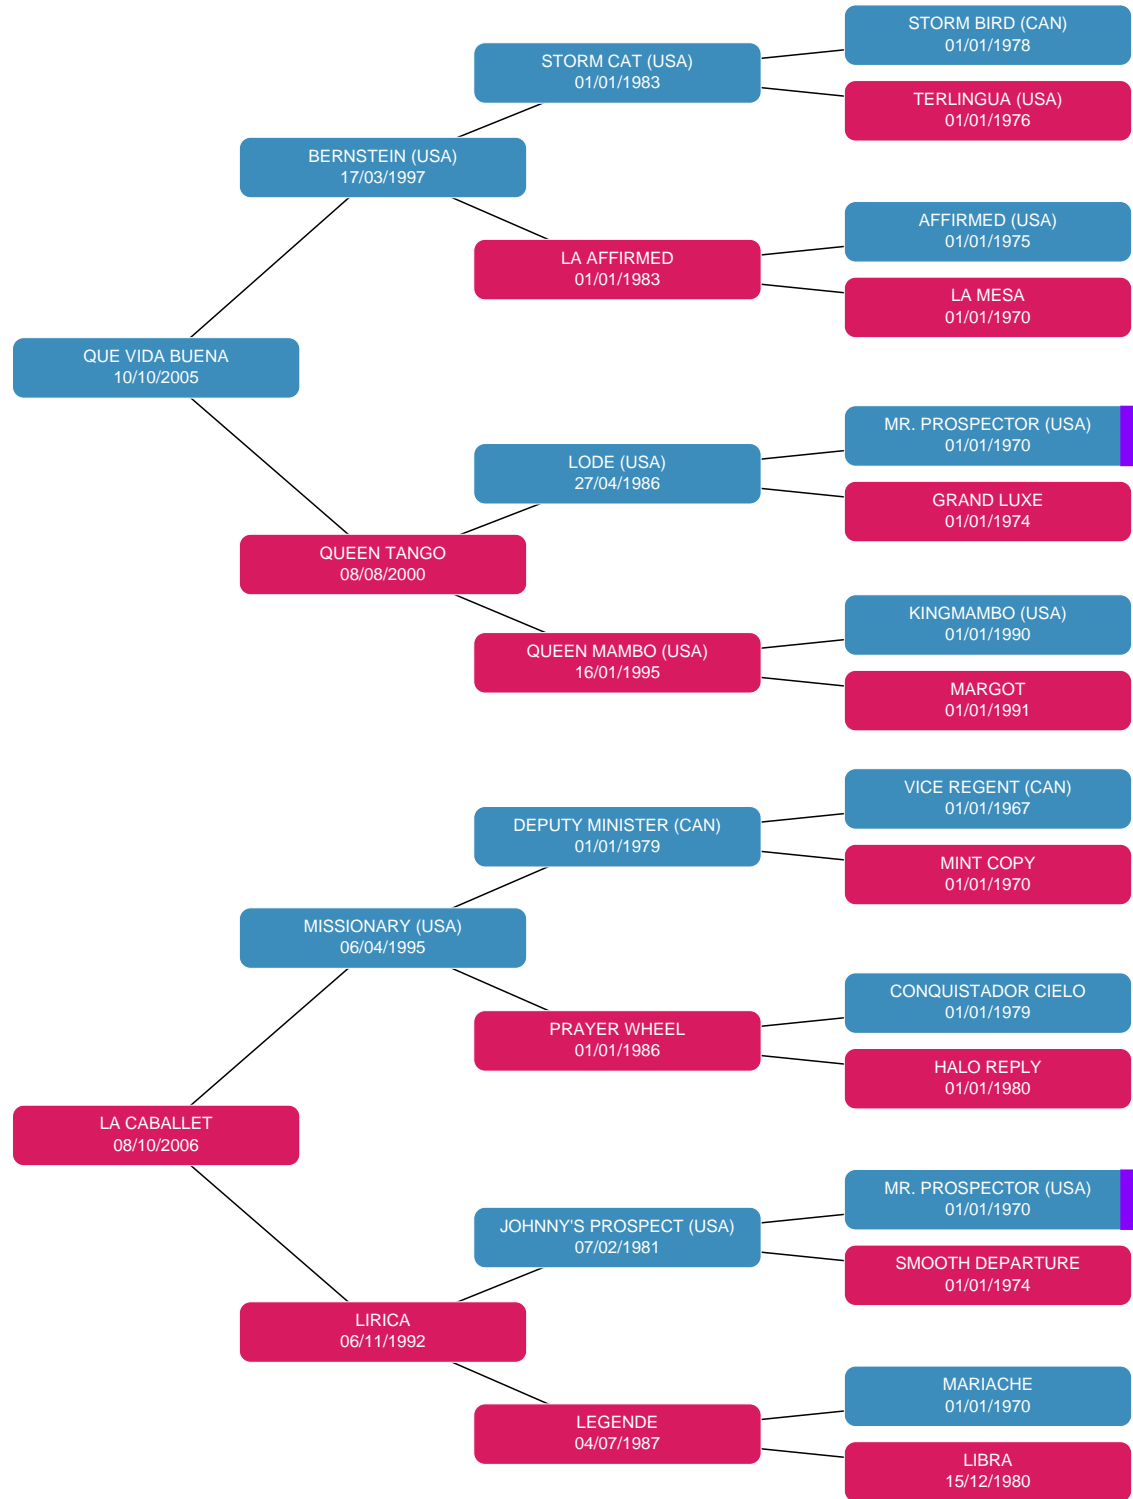 STORM BIRD (CAN)
01/01/1978
STORM CAT (USA)
01/01/1983
TERLINGUA (USA)
01/01/1976
BERNSTEIN (USA)
17/03/1997
AFFIRMED (USA)
01/01/1975
LA AFFIRMED
01/01/1983
LA MESA
01/01/1970
QUE VIDA BUENA
10/10/2005
MR. PROSPECTOR (USA)
01/01/1970
LODE (USA)
27/04/1986
GRAND LUXE
01/01/1974
QUEEN TANGO
08/08/2000
KINGMAMBO (USA)
01/01/1990
QUEEN MAMBO (USA)
16/01/1995
MARGOT
01/01/1991
VICE REGENT (CAN)
01/01/1967
DEPUTY MINISTER (CAN)
01/01/1979
MINT COPY
01/01/1970
MISSIONARY (USA)
06/04/1995
CONQUISTADOR CIELO
01/01/1979
PRAYER WHEEL
01/01/1986
HALO REPLY
01/01/1980
LA CABALLET
08/10/2006
MR. PROSPECTOR (USA)
01/01/1970
JOHNNY'S PROSPECT (USA)
07/02/1981
SMOOTH DEPARTURE
01/01/1974
LIRICA
06/11/1992
MARIACHE
01/01/1970
LEGENDE
04/07/1987
LIBRA
15/12/1980